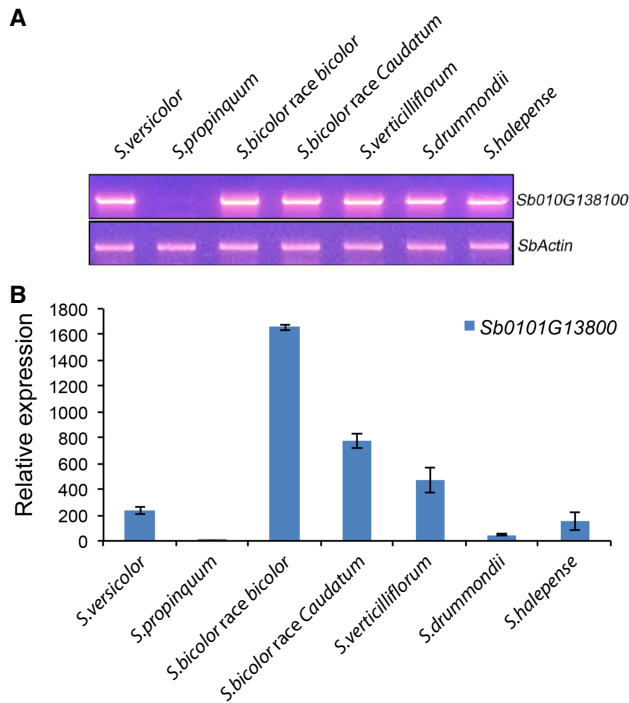 A
S.versicolor
S.propinquum
S.bicolor race bicolor
S.bicolor race Caudatum
S.verticilliflorum
S.drummondii
S.halepense
Sb010G138100
SbActin
B
1800
1600
1400
1200
1000
800
600
400
200
0
Relative expression
Sb0101G13800
S.versicolor
S.propinquum
S.bicolor race bicolor
S.bicolor race Caudatum
S.verticilliflorum
S.drummondii
S.halepense